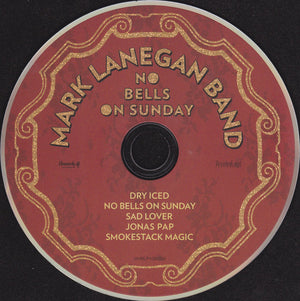 MARK LANEGAN BAND
NO
BELLS
ON SUNDAY
DRY ICED
NO BELLS ON SUNDAY
SAD LOVER
JONAS PAP
SMOKESTACK MAGIC